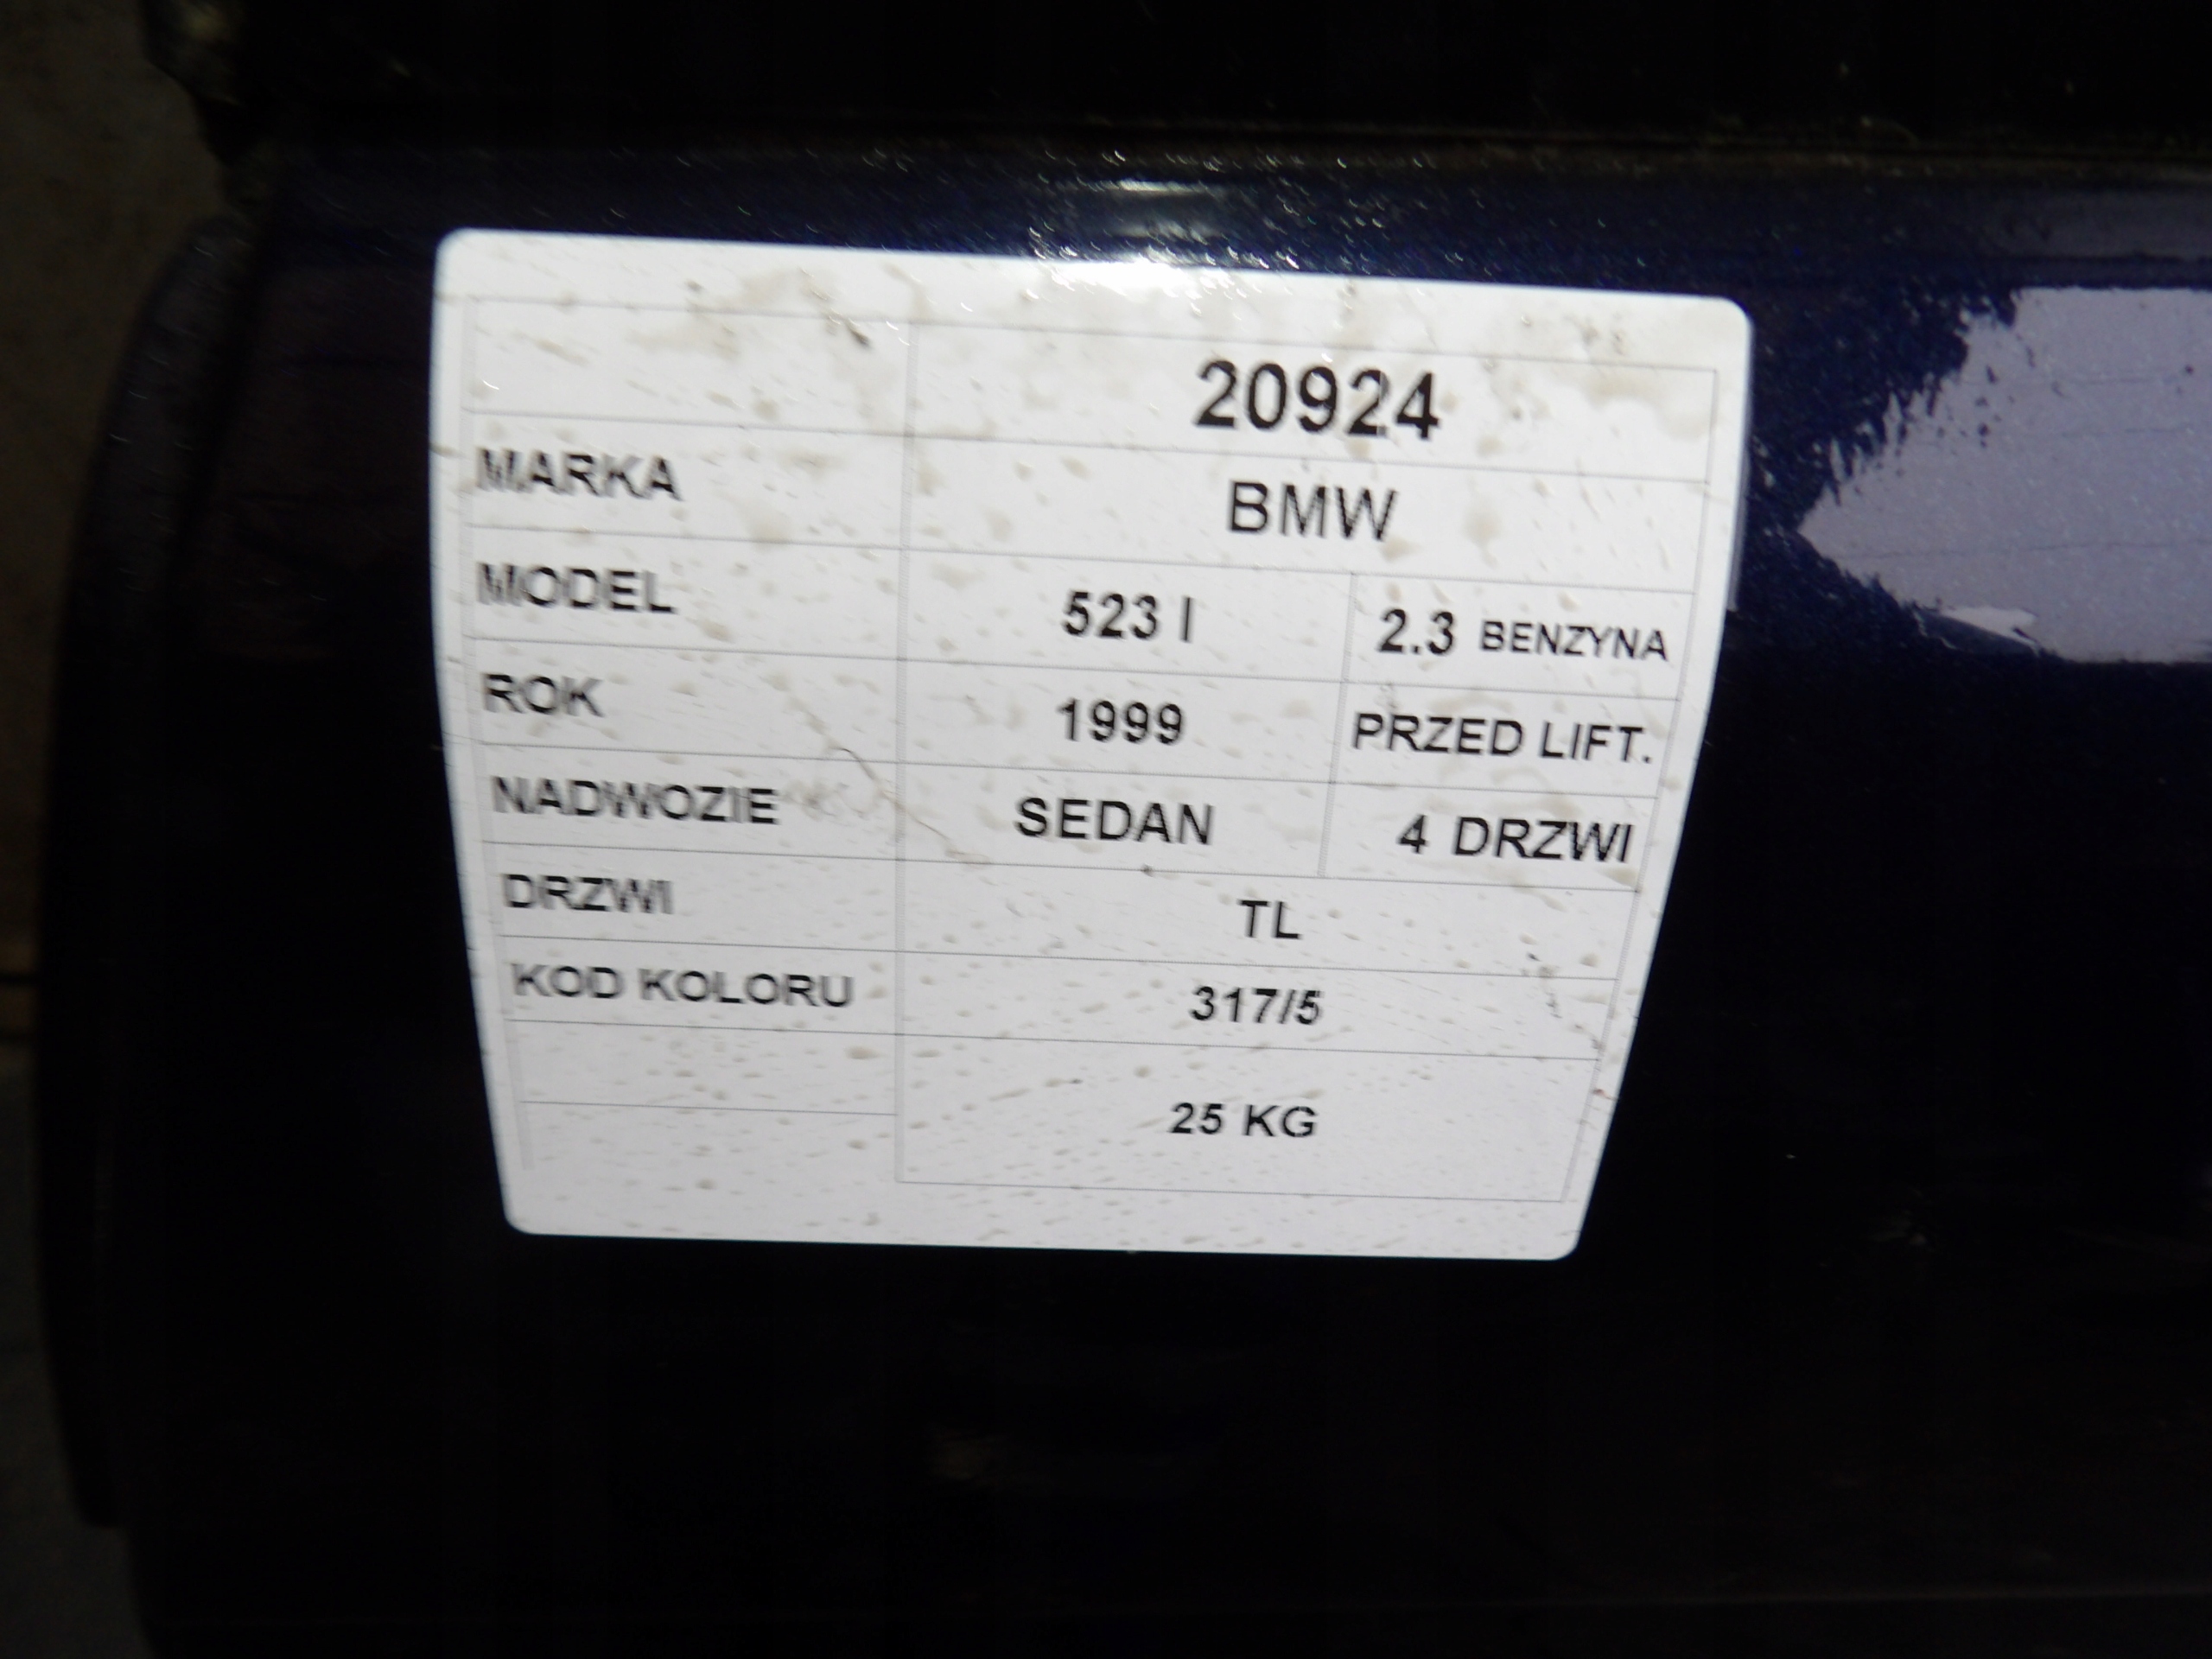 20924
MARKA BMW
MODEL 523 I 2.3 BENZYNA
ROK 1999 PRZED LIFT.
NADWOZIE SEDAN 4 DRZWI
DRZWI TL
KOD KOLORU 317/5
25 KG